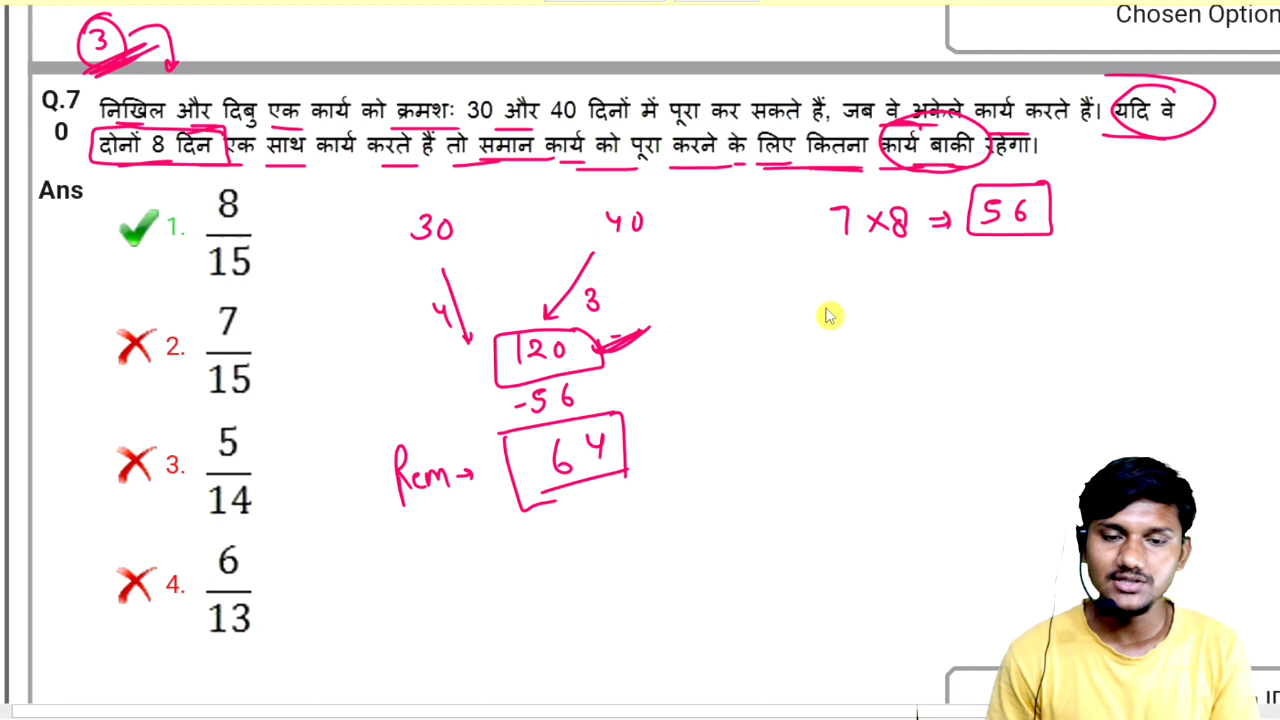 Chosen Option
3
Q.7
0
निखिल और दिबु एक कार्य को क्रमशः 30 और 40 दिनों में पूरा कर सकते हैं, जब वे अकेले कार्य करते हैं। यदि वे
दोनों 8 दिन एक साथ कार्य करते हैं तो समान कार्य को पूरा करने के लिए कितना कार्य बाकी रहेगा।
Ans
1. 8/15
2. 7/15
3. 5/14
4. 6/13
30 40
7 × 8 ⇒ 56
4 3
120
-56
Rem → 64